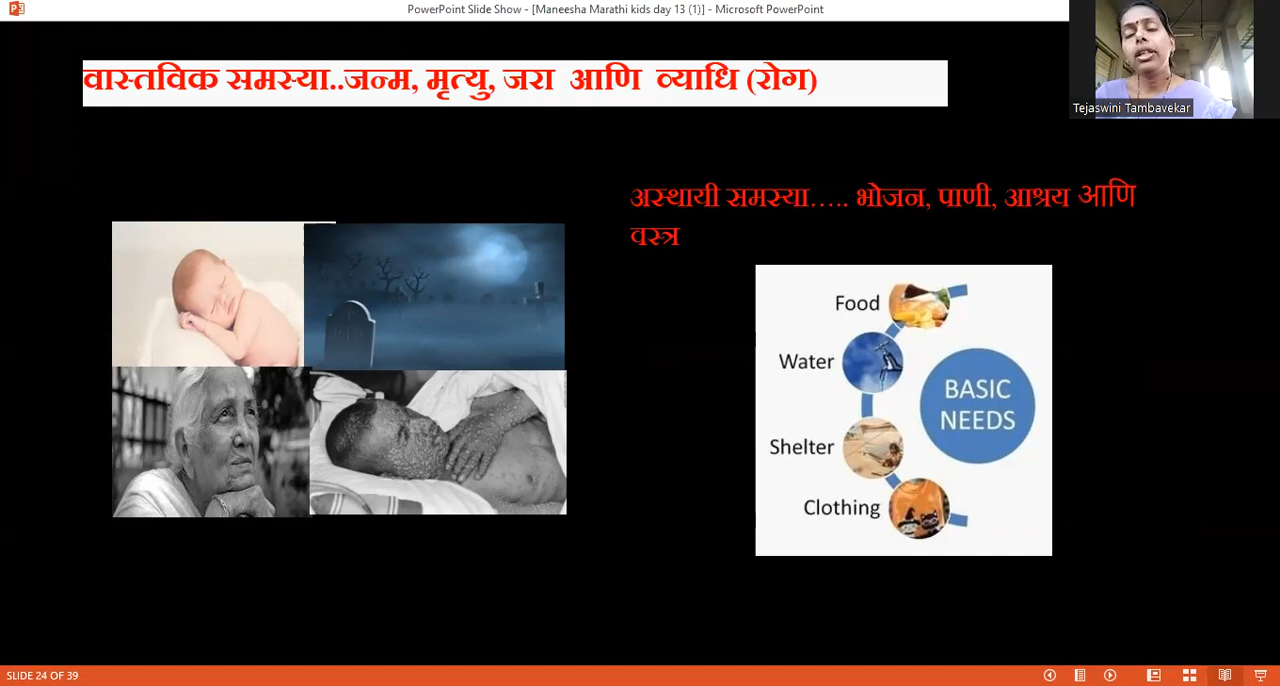 PowerPoint Slide Show - [Maneesha Marathi kids day 13 (1)] - Microsoft PowerPoint
Tejaswini Tambavekar
वास्तविक समस्या..जन्म, मृत्यु, जरा आणि व्याधि (रोग)
अस्थायी समस्या..... भोजन, पाणी, आश्रय आणि
वस्त्र
Food
Water
Shelter
Clothing
BASIC
NEEDS
SLIDE 24 OF 39